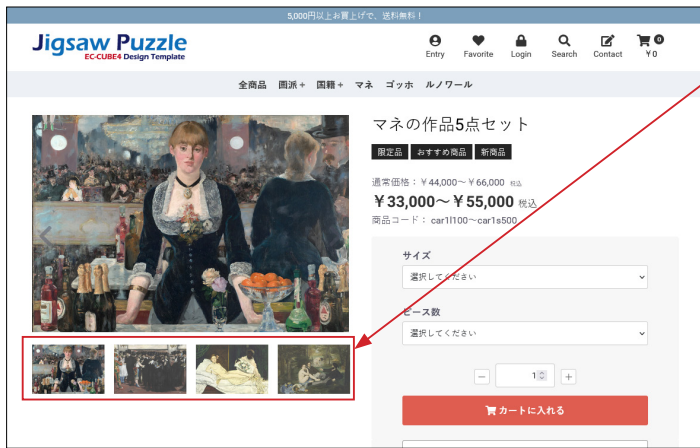 5,000円以上お買上げで、送料無料！
Jigsaw Puzzle
EC-CUBE4 Design Template
Entry
Favorite
Login
Search
Contact
0
￥0
全商品 画派+ 国籍+ マネ ゴッホ ルノワール
マネの作品5点セット
限定品 おすすめ商品 新商品
通常価格：￥44,000～￥66,000 税込
￥33,000～￥55,000 税込
商品コード： car1l100～car1s500
サイズ
選択してください
ピース数
選択してください
－ 1 ＋
カートに入れる